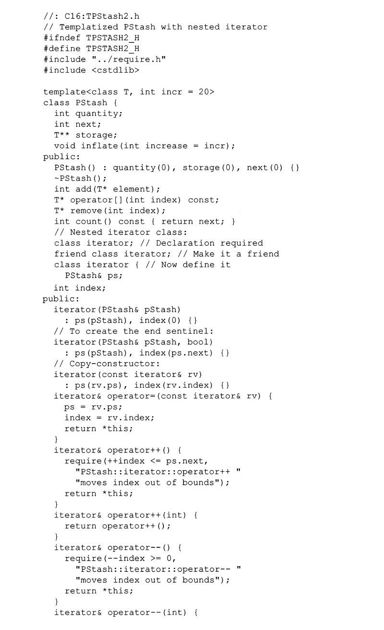 //: C16:TPStash2.h
// Templatized PStash with nested iterator
#ifndef TPSTASH2_H
#define TPSTASH2_H
#include "../require.h"
#include <cstdlib>
template<class T, int incr = 20>
class PStash {
int quantity;
int next;
T** storage;
void inflate(int increase = incr);
public:
PStash() : quantity(0), storage(0), next(0) {}
~PStash();
int add(T* element);
T* operator[](int index) const;
T* remove(int index);
int count() const { return next; }
// Nested iterator class:
class iterator; // Declaration required
friend class iterator; // Make it a friend
class iterator { // Now define it
PStash& ps;
int index;
public:
iterator(PStash& pStash)
: ps(pStash), index(0) {}
// To create the end sentinel:
iterator(PStash& pStash, bool)
: ps(pStash), index(ps.next) {}
// Copy-constructor:
iterator(const iterator& rv)
: ps(rv.ps), index(rv.index) {}
iterator& operator=(const iterator& rv) {
ps = rv.ps;
index = rv.index;
return *this;
}
iterator& operator++() {
require(++index <= ps.next,
"PStash::iterator::operator++ "
"moves index out of bounds");
return *this;
}
iterator& operator++(int) {
return operator++();
}
iterator& operator--() {
require(--index >= 0,
"PStash::iterator::operator-- "
"moves index out of bounds");
return *this;
}
iterator& operator--(int) {